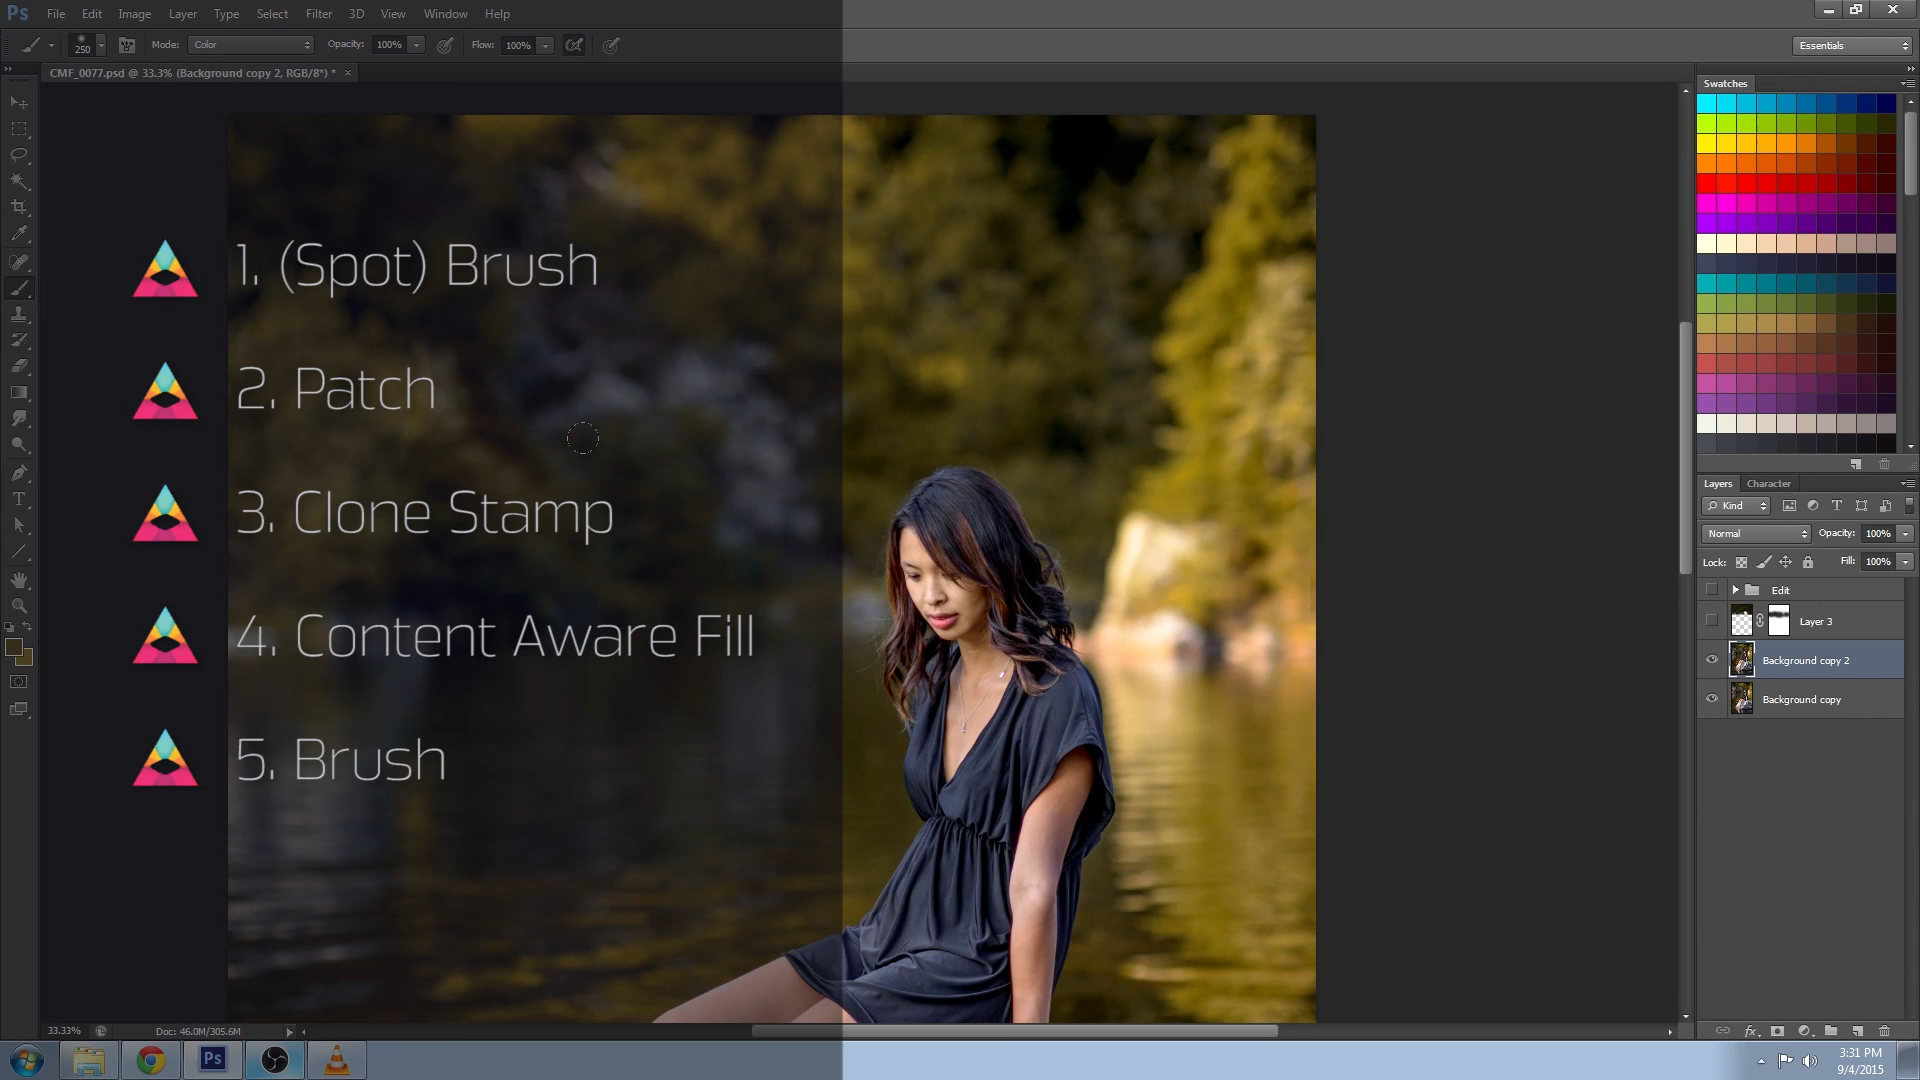 Ps File Edit Image Layer Type Select Filter 3D View Window Help
250 Mode: Color Opacity: 100% Flow: 100% Essentials
CMF_0077.psd @ 33.3% (Background copy 2, RGB/8*) * ×
Swatches
1. (Spot) Brush
2. Patch
3. Clone Stamp
4. Content Aware Fill
5. Brush
Layers Character
Kind
Normal Opacity: 100%
Lock: Fill: 100%
Edit
Layer 3
Background copy 2
Background copy
33.33% Doc: 46.0M/305.6M
Ps
3:31 PM
9/4/2015